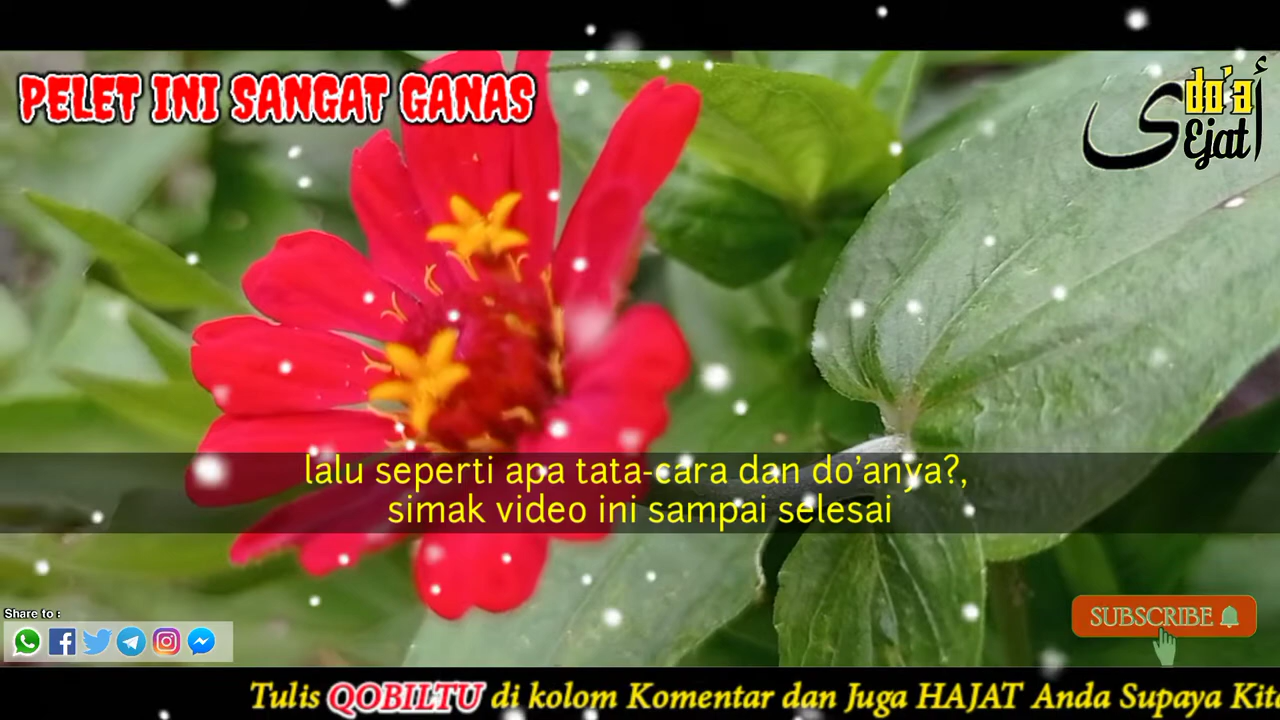 PELET INI SANGAT GANAS
do'a
Ejat
أ
ى
lalu seperti apa tata-cara dan do'anya?,
simak video ini sampai selesai
Share to :
SUBSCRIBE
Tulis QOBILTU di kolom Komentar dan Juga HAJAT Anda Supaya Kit